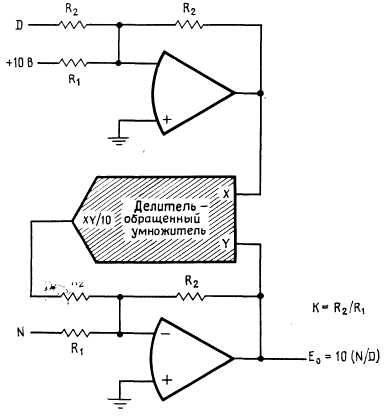 R₂ R₂
D
+10 В
R₁
+
X
Делитель —
обращенный
умножитель
XY/10
Y
R₂
K = R₂/R₁
N
R₁
−
+
E₀ = 10 (N/D)